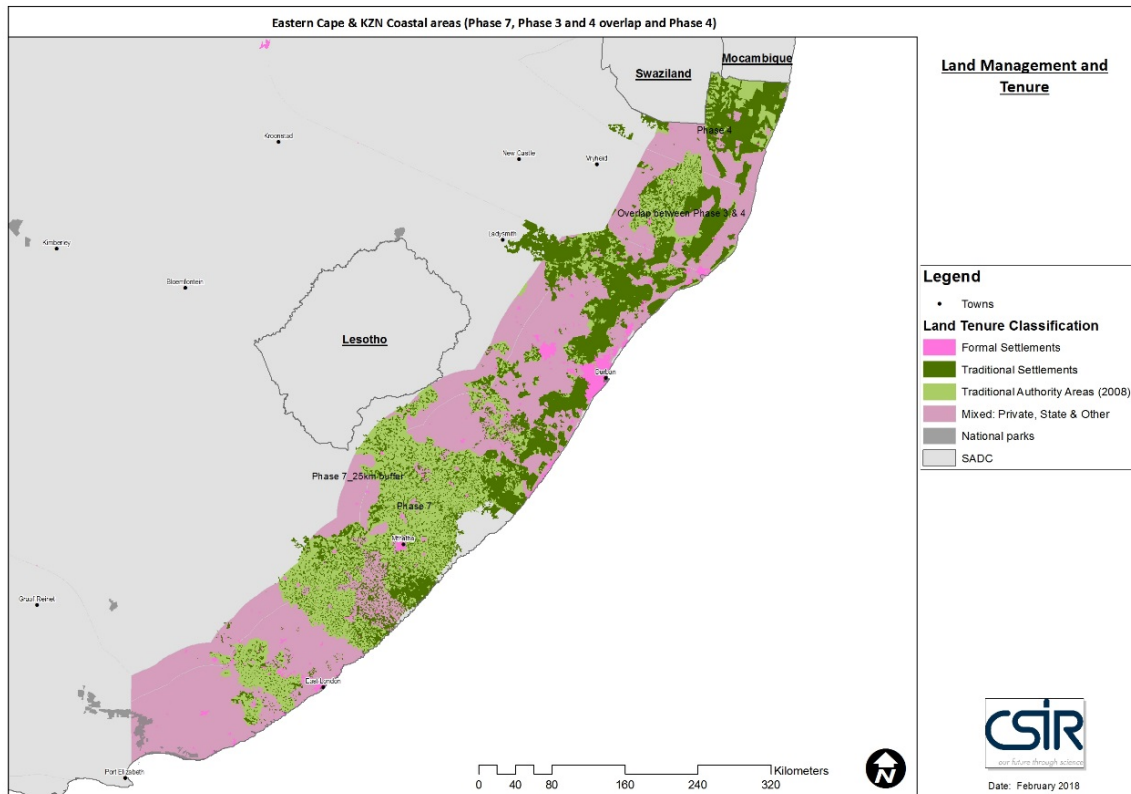 Eastern Cape & KZN Coastal areas (Phase 7, Phase 3 and 4 overlap and Phase 4)
Land Management and
Tenure
Mocambique
Swaziland
Phase 4
Kroonstad
New Castle
Vryheid
Overlap between Phase 3 & 4
Ladysmith
Kimberley
Bloemfontein
Lesotho
Durban
Phase 7_25km buffer
Phase 7
Mthatha
Graaf Reinet
East London
Port Elizabeth
Legend
Towns
Land Tenure Classification
Formal Settlements
Traditional Settlements
Traditional Authority Areas (2008)
Mixed: Private, State & Other
National parks
SADC
Kilometers
0 40 80 160 240 320
N
CSIR
our future through science
Date: February 2018